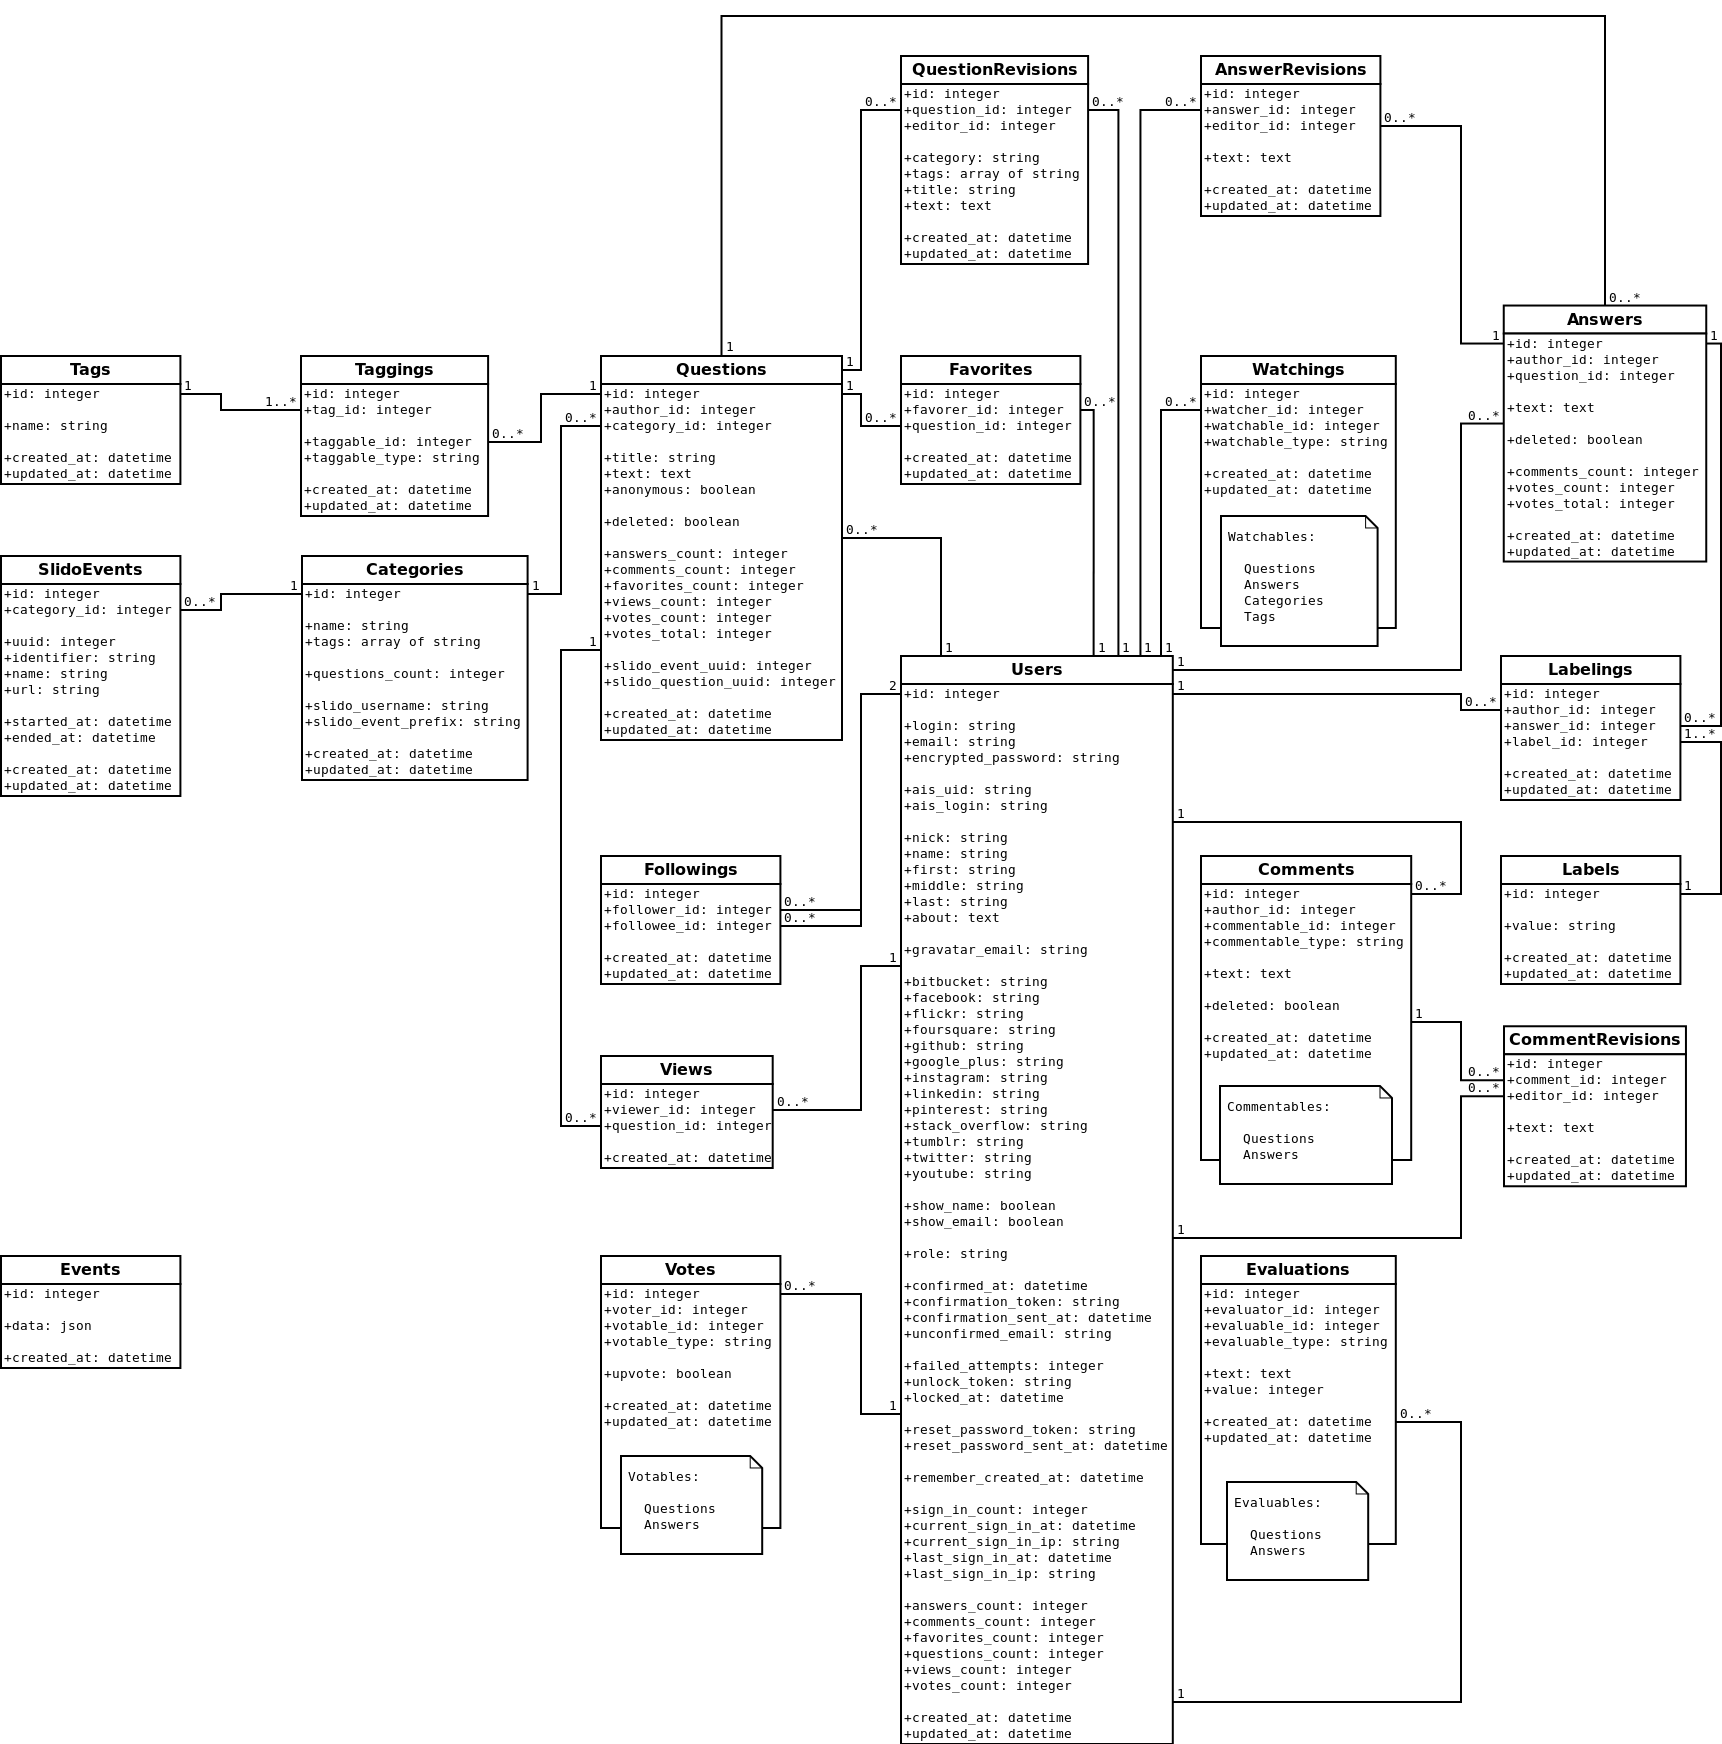 QuestionRevisions
+id: integer
+question_id: integer
+editor_id: integer
+category: string
+tags: array of string
+title: string
+text: text
+created_at: datetime
+updated_at: datetime
0..*
0..*
AnswerRevisions
+id: integer
+answer_id: integer
+editor_id: integer
+text: text
+created_at: datetime
+updated_at: datetime
0..*
0..*
Answers
+id: integer
+author_id: integer
+question_id: integer
+text: text
+deleted: boolean
+comments_count: integer
+votes_count: integer
+votes_total: integer
+created_at: datetime
+updated_at: datetime
0..*
1
1
0..*
Tags
+id: integer
+name: string
+created_at: datetime
+updated_at: datetime
1
1..*
Taggings
+id: integer
+tag_id: integer
+taggable_id: integer
+taggable_type: string
+created_at: datetime
+updated_at: datetime
0..*
1
0..*
1
Questions
+id: integer
+author_id: integer
+category_id: integer
+title: string
+text: text
+anonymous: boolean
+deleted: boolean
+answers_count: integer
+comments_count: integer
+favorites_count: integer
+views_count: integer
+votes_count: integer
+votes_total: integer
+slido_event_uuid: integer
+slido_question_uuid: integer
+created_at: datetime
+updated_at: datetime
1
1
0..*
0..*
1
Favorites
+id: integer
+favorer_id: integer
+question_id: integer
+created_at: datetime
+updated_at: datetime
0..*
0..*
Watchings
+id: integer
+watcher_id: integer
+watchable_id: integer
+watchable_type: string
+created_at: datetime
+updated_at: datetime
Watchables:
Questions
Answers
Categories
Tags
SlidoEvents
+id: integer
+category_id: integer
+uuid: integer
+identifier: string
+name: string
+url: string
+started_at: datetime
+ended_at: datetime
+created_at: datetime
+updated_at: datetime
0..*
1
Categories
+id: integer
+name: string
+tags: array of string
+questions_count: integer
+slido_username: string
+slido_event_prefix: string
+created_at: datetime
+updated_at: datetime
1
1
1
1
1
1
1
1
2
Users
+id: integer
+login: string
+email: string
+encrypted_password: string
+ais_uid: string
+ais_login: string
+nick: string
+name: string
+first: string
+middle: string
+last: string
+about: text
+gravatar_email: string
+bitbucket: string
+facebook: string
+flickr: string
+foursquare: string
+github: string
+google_plus: string
+instagram: string
+linkedin: string
+pinterest: string
+stack_overflow: string
+tumblr: string
+twitter: string
+youtube: string
+show_name: boolean
+show_email: boolean
+role: string
+confirmed_at: datetime
+confirmation_token: string
+confirmation_sent_at: datetime
+unconfirmed_email: string
+failed_attempts: integer
+unlock_token: string
+locked_at: datetime
+reset_password_token: string
+reset_password_sent_at: datetime
+remember_created_at: datetime
+sign_in_count: integer
+current_sign_in_at: datetime
+current_sign_in_ip: string
+last_sign_in_at: datetime
+last_sign_in_ip: string
+answers_count: integer
+comments_count: integer
+favorites_count: integer
+questions_count: integer
+views_count: integer
+votes_count: integer
+created_at: datetime
+updated_at: datetime
0..*
Labelings
+id: integer
+author_id: integer
+answer_id: integer
+label_id: integer
+created_at: datetime
+updated_at: datetime
0..*
1..*
1
Followings
+id: integer
+follower_id: integer
+followee_id: integer
+created_at: datetime
+updated_at: datetime
0..*
0..*
1
Comments
+id: integer
+author_id: integer
+commentable_id: integer
+commentable_type: string
+text: text
+deleted: boolean
+created_at: datetime
+updated_at: datetime
0..*
1
Commentables:
Questions
Answers
Labels
+id: integer
+value: string
+created_at: datetime
+updated_at: datetime
1
Views
+id: integer
+viewer_id: integer
+question_id: integer
+created_at: datetime
0..*
0..*
CommentRevisions
+id: integer
+comment_id: integer
+editor_id: integer
+text: text
+created_at: datetime
+updated_at: datetime
0..*
0..*
1
Events
+id: integer
+data: json
+created_at: datetime
Votes
+id: integer
+voter_id: integer
+votable_id: integer
+votable_type: string
+upvote: boolean
+created_at: datetime
+updated_at: datetime
0..*
1
Votables:
Questions
Answers
Evaluations
+id: integer
+evaluator_id: integer
+evaluable_id: integer
+evaluable_type: string
+text: text
+value: integer
+created_at: datetime
+updated_at: datetime
0..*
Evaluables:
Questions
Answers
1